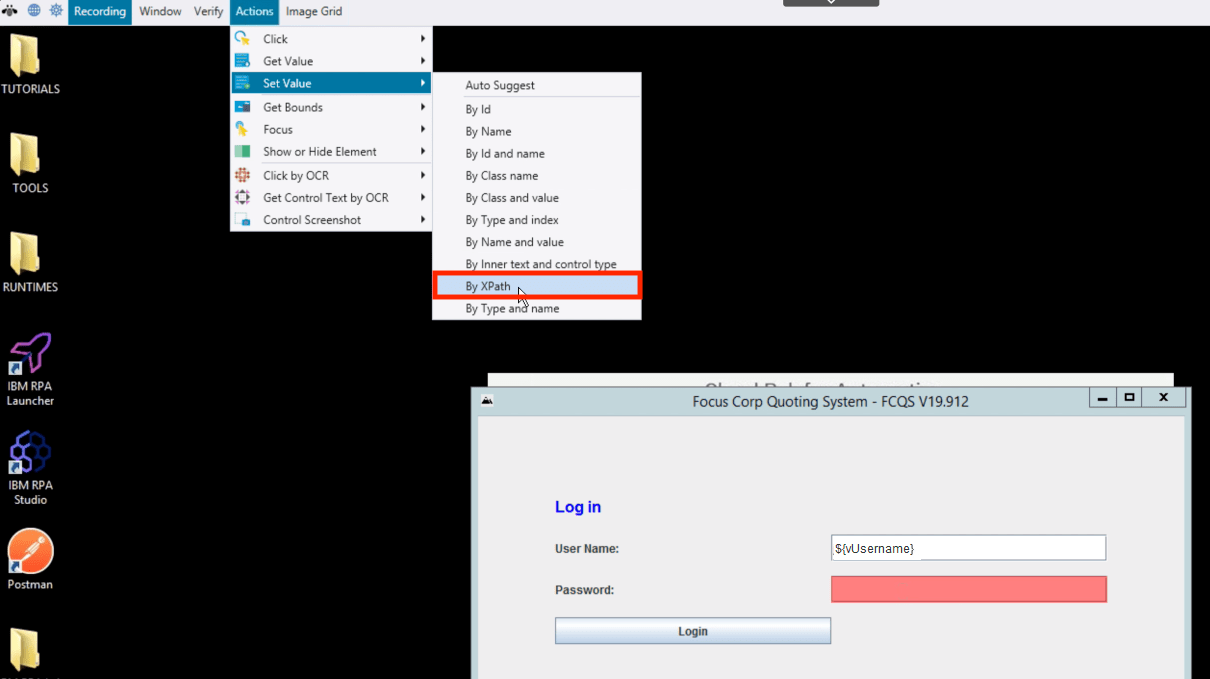 Recording Window Verify Actions Image Grid
Click
Get Value
Set Value
Get Bounds
Focus
Show or Hide Element
Click by OCR
Get Control Text by OCR
Control Screenshot
Auto Suggest
By Id
By Name
By Id and name
By Class name
By Class and value
By Type and index
By Name and value
By Inner text and control type
By XPath
By Type and name
TUTORIALS
TOOLS
RUNTIMES
IBM RPA
Launcher
IBM RPA
Studio
Postman
Focus Corp Quoting System - FCQS V19.912
Log in
User Name:
${vUsername}
Password:
Login